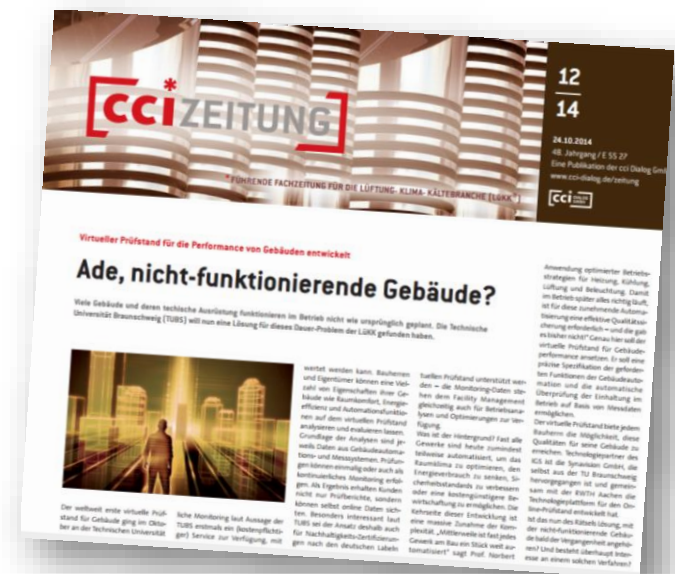 [cci*ZEITUNG]
* FÜHRENDE FACHZEITUNG FÜR DIE LÜFTUNG- KLIMA- KÄLTEBRANCHE (LÜKK*)
12
14
24.10.2014
48. Jahrgang / E 55 27
Eine Publikation der cci Dialog Gmb
www.cci-dialog.de/zeitung
[cci DIALOG GMBH]
Virtueller Prüfstand für die Performance von Gebäuden entwickelt
Ade, nicht-funktionierende Gebäude?
Viele Gebäude und deren techische Ausrüstung funktionieren im Betrieb nicht wie ursprünglich geplant. Die Technische
Universität Braunschweig (TUBS) will nun eine Lösung für dieses Dauer-Problem der LüKK gefunden haben.
Der weltweit erste virtuelle Prüf-
stand für Gebäude ging im Okto-
ber an der Technischen Universität
liche Monitoring laut Aussage der
TUBS erstmals ein (kostenpflichti-
ger) Service zur Verfügung, mit
wertet werden kann. Bauherren
und Eigentümer können eine Viel-
zahl von Eigenschaften ihrer Ge-
bäude wie Raumkomfort, Energie-
effizienz und Automationsfunktio-
nen auf dem virtuellen Prüfstand
analysieren und evaluieren lassen.
Grundlage der Analysen sind je-
weils Daten aus Gebäudeautoma-
tions- und Messsystemen. Prüfun-
gen können einmalig oder auch als
kontinuierliches Monitoring erfol-
gen. Als Ergebnis erhalten Kunden
nicht nur Prüfberichte, sondern
können selbst online Daten sich-
ten. Besonders interessant laut
TUBS sei der Ansatz deshalb auch
für Nachhaltigkeits-Zertifizierun-
gen nach den deutschen Labels
tuellen Prüfstand unterstützt wer-
den – die Monitoring-Daten ste-
hen dem Facility Management
gleichzeitig auch für Betriebsana-
lysen und Optimierungen zur Ver-
fügung.
Was ist der Hintergrund? Fast alle
Gewerke sind heute zumindest
teilweise automatisiert, um das
Raumklima zu optimieren, den
Energieverbrauch zu senken, Si-
cherheitsstandards zu verbessern
oder eine kostengünstigere Be-
wirtschaftung zu ermöglichen. Die
Kehrseite dieser Entwicklung ist
eine massive Zunahme der Kom-
plexität. „Mittlerweile ist fast jedes
Gewerk am Bau ein Stück weit au-
tomatisiert" sagt Prof. Norbert
Anwendung optimierter Betriebs-
strategien für Heizung, Kühlung,
Lüftung und Beleuchtung. Damit
im Betrieb später alles richtig läuft,
ist für diese zunehmende Automa-
tisierung eine effektive Qualitätssi-
cherung erforderlich – und die gab
es bisher nicht!" Genau hier soll der
virtuelle Prüfstand für Gebäude-
performance ansetzen. Er soll eine
präzise Spezifikation der geforder-
ten Funktionen der Gebäudeauto-
mation und die automatische
Überprüfung der Einhaltung im
Betrieb auf Basis von Messdaten
ermöglichen.
Der virtuelle Prüfstand biete jedem
Bauherrn die Möglichkeit, diese
Qualitäten für seine Gebäude zu
erreichen. Technologiepartner des
IGS ist die Synavision GmbH, die
selbst aus der TU Braunschweig
hervorgegangen ist und gemein-
sam mit der RWTH Aachen die
Technologieplattform für den On-
line-Prüfstand entwickelt hat.
Ist das nun des Rätsels Lösung, mit
der nicht-funktionierende Gebäu-
de bald der Vergangenheit angehö-
ren? Und besteht überhaupt Inter-
esse an einem solchen Verfahren?